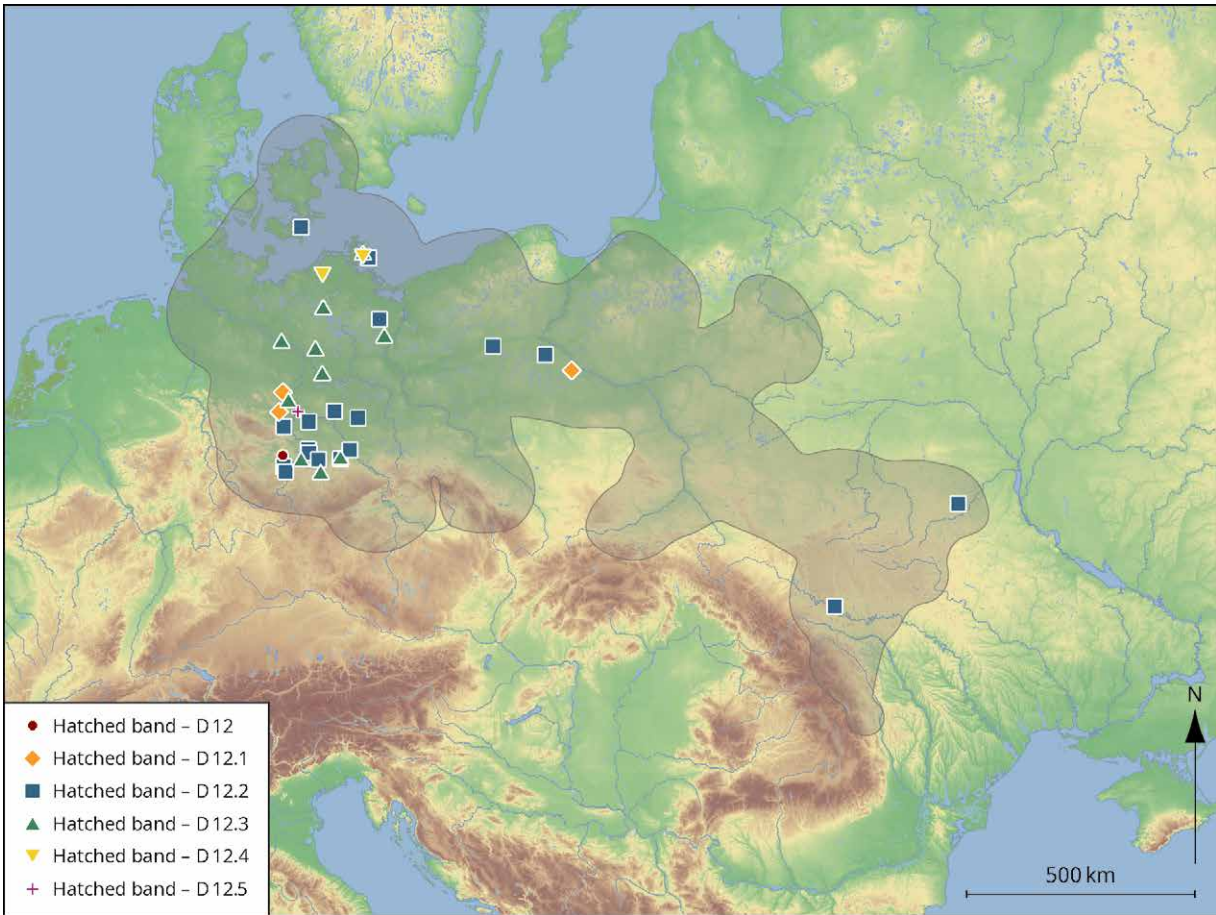 Hatched band – D12
Hatched band – D12.1
Hatched band – D12.2
Hatched band – D12.3
Hatched band – D12.4
Hatched band – D12.5
N
500 km